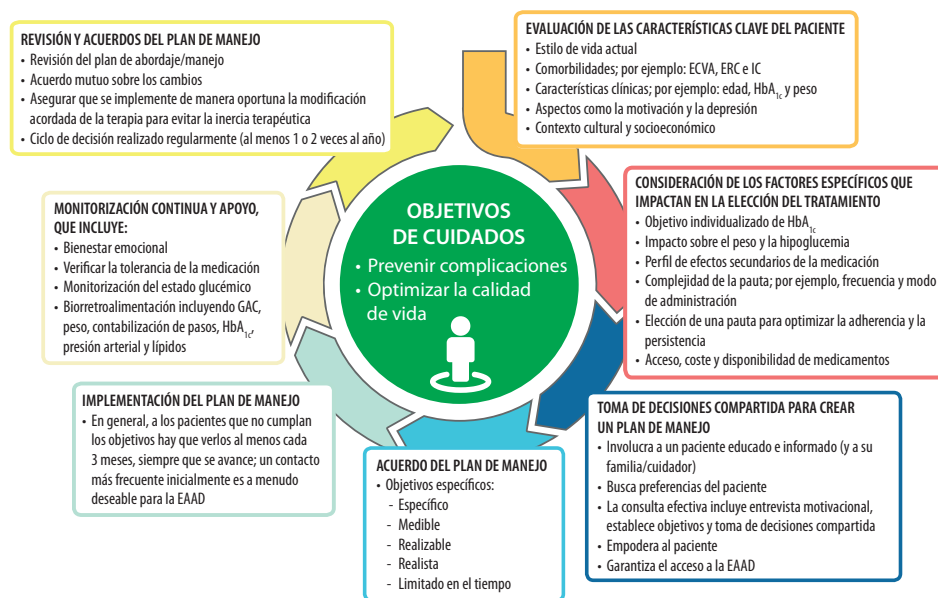 EVALUACIÓN DE LAS CARACTERÍSTICAS CLAVE DEL PACIENTE
• Estilo de vida actual
• Comorbilidades; por ejemplo: ECVA, ERC e IC
• Características clínicas; por ejemplo: edad, HbA1c y peso
• Aspectos como la motivación y la depresión
• Contexto cultural y socioeconómico
CONSIDERACIÓN DE LOS FACTORES ESPECÍFICOS QUE
IMPACTAN EN LA ELECCIÓN DEL TRATAMIENTO
• Objetivo individualizado de HbA1c
• Impacto sobre el peso y la hipoglucemia
• Perfil de efectos secundarios de la medicación
• Complejidad de la pauta; por ejemplo, frecuencia y modo
de administración
• Elección de una pauta para optimizar la adherencia y la
persistencia
• Acceso, coste y disponibilidad de medicamentos
TOMA DE DECISIONES COMPARTIDA PARA CREAR
UN PLAN DE MANEJO
• Involucra a un paciente educado e informado (y a su
familia/cuidador)
• Busca preferencias del paciente
• La consulta efectiva incluye entrevista motivacional,
establece objetivos y toma de decisiones compartida
• Empodera al paciente
• Garantiza el acceso a la EAAD
ACUERDO DEL PLAN DE MANEJO
• Objetivos específicos:
- Específico
- Medible
- Realizable
- Realista
- Limitado en el tiempo
IMPLEMENTACIÓN DEL PLAN DE MANEJO
• En general, a los pacientes que no cumplan
los objetivos hay que verlos al menos cada
3 meses, siempre que se avance; un contacto
más frecuente inicialmente es a menudo
deseable para la EAAD
MONITORIZACIÓN CONTINUA Y APOYO,
QUE INCLUYE:
• Bienestar emocional
• Verificar la tolerancia de la medicación
• Monitorización del estado glucémico
• Biorretroalimentación incluyendo GAC,
peso, contabilización de pasos, HbA1c,
presión arterial y lípidos
REVISIÓN Y ACUERDOS DEL PLAN DE MANEJO
• Revisión del plan de abordaje/manejo
• Acuerdo mutuo sobre los cambios
• Asegurar que se implemente de manera oportuna la modificación
acordada de la terapia para evitar la inercia terapéutica
• Ciclo de decisión realizado regularmente (al menos 1 o 2 veces al año)
OBJETIVOS
DE CUIDADOS
• Prevenir complicaciones
• Optimizar la calidad
de vida